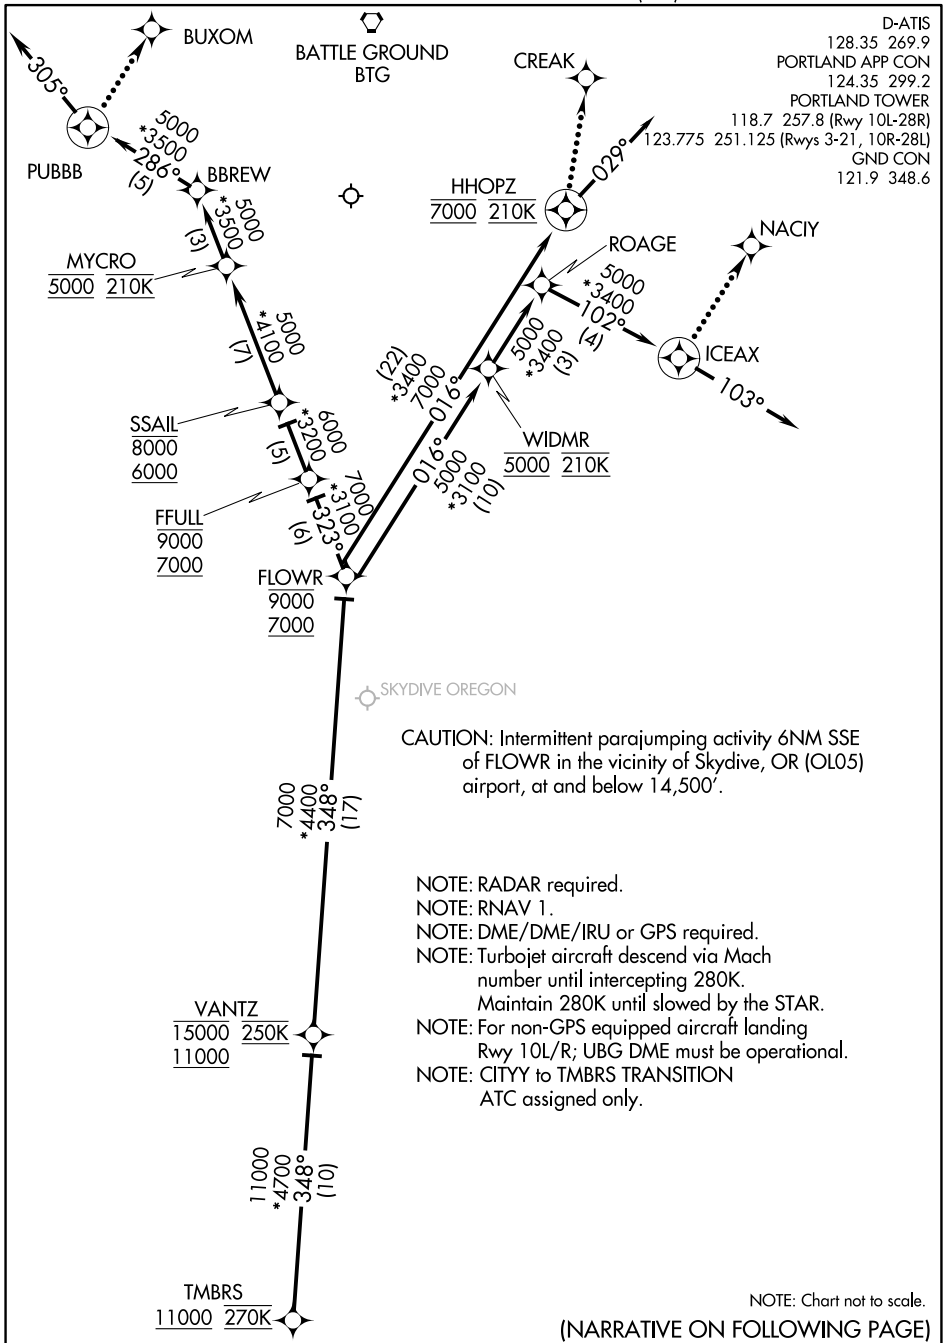 D-ATIS
128.35 269.9
PORTLAND APP CON
124.35 299.2
PORTLAND TOWER
118.7 257.8 (Rwy 10L-28R)
123.775 251.125 (Rwys 3-21, 10R-28L)
GND CON
121.9 348.6
BUXOM
BATTLE GROUND
BTG
CREAK
305°
PUBBB
5000
*3500
286°
(5)
BBREW
5000
*3500
(3)
MYCRO
5000 210K
HHOPZ
7000 210K
029°
ROAGE
NACIY
5000
*3400
102°
(4)
ICEAX
103°
5000
*4100
(7)
(22)
*3400
7000
016°
5000
*3400
(3)
WIDMR
5000 210K
SSAIL
8000
6000
6000
*3200
(5)
016°
5000
*3100
(10)
FFULL
9000
7000
7000
*3100
323°
(6)
FLOWR
9000
7000
SKYDIVE OREGON
CAUTION: Intermittent parajumping activity 6NM SSE
of FLOWR in the vicinity of Skydive, OR (OL05)
airport, at and below 14,500'.
7000
*4400
348°
(17)
NOTE: RADAR required.
NOTE: RNAV 1.
NOTE: DME/DME/IRU or GPS required.
NOTE: Turbojet aircraft descend via Mach
number until intercepting 280K.
Maintain 280K until slowed by the STAR.
NOTE: For non-GPS equipped aircraft landing
Rwy 10L/R; UBG DME must be operational.
NOTE: CITYY to TMBRS TRANSITION
ATC assigned only.
VANTZ
15000 250K
11000
11000
*4700
348°
(10)
TMBRS
11000 270K
NOTE: Chart not to scale.
(NARRATIVE ON FOLLOWING PAGE)